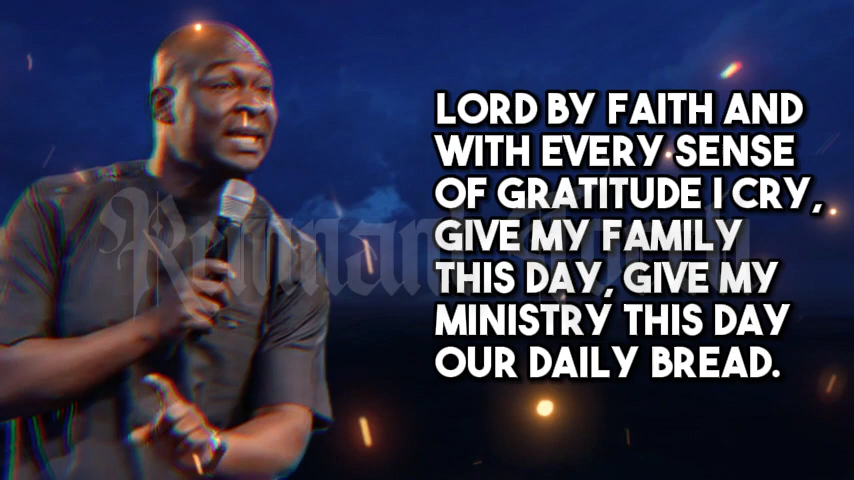 LORD BY FAITH AND
WITH EVERY SENSE
OF GRATITUDE I CRY,
GIVE MY FAMILY
THIS DAY, GIVE MY
MINISTRY THIS DAY
OUR DAILY BREAD.
Remnant